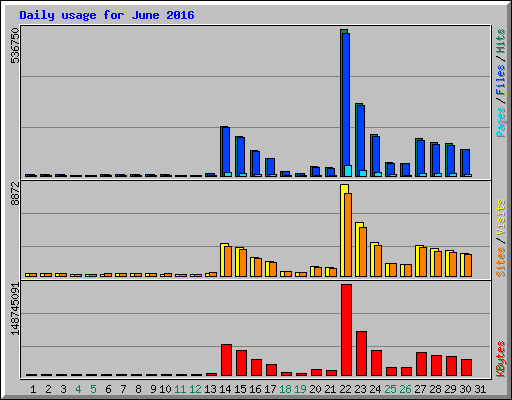 Daily usage for June 2016
536750
Pages / Files / Hits
8872
Sites / Visits
148745091
KBytes
1 2 3 4 5 6 7 8 9 10 11 12 13 14 15 16 17 18 19 20 21 22 23 24 25 26 27 28 29 30 31